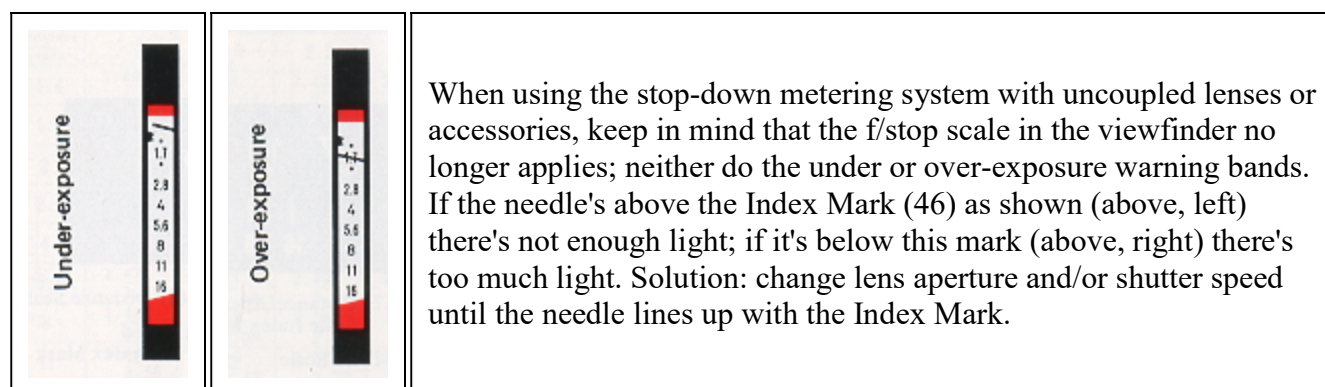 Under-exposure
1.7
2.8
4
5.6
8
11
16
Over-exposure
2.8
4
5.6
8
11
16
When using the stop-down metering system with uncoupled lenses or
accessories, keep in mind that the f/stop scale in the viewfinder no
longer applies; neither do the under or over-exposure warning bands.
If the needle's above the Index Mark (46) as shown (above, left)
there's not enough light; if it's below this mark (above, right) there's
too much light. Solution: change lens aperture and/or shutter speed
until the needle lines up with the Index Mark.